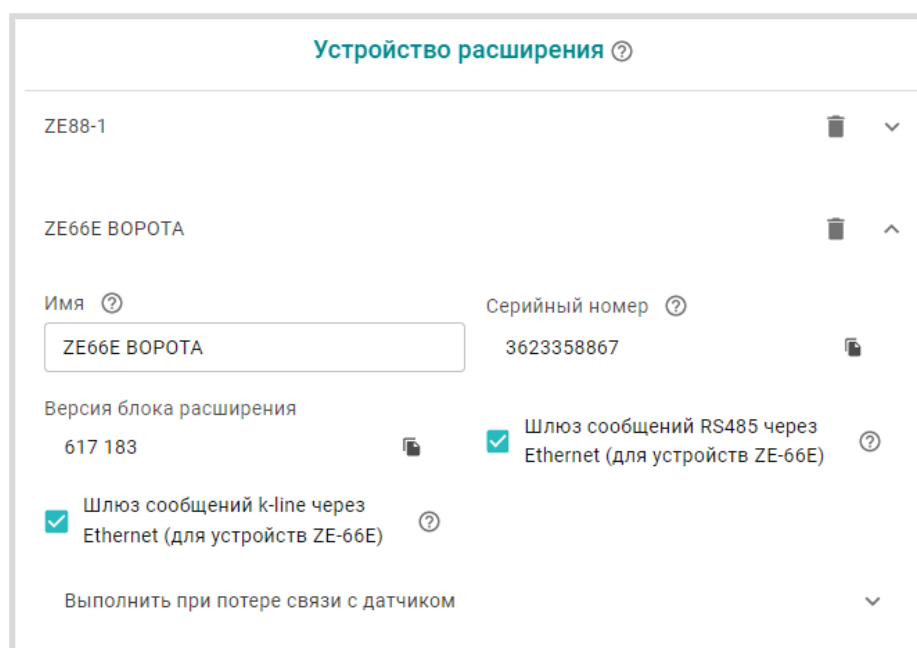 Устройство расширения
ZE88-1
ZE66E ВОРОТА
Имя
Серийный номер
ZE66E ВОРОТА
3623358867
Версия блока расширения
617 183
Шлюз сообщений RS485 через
Ethernet (для устройств ZE-66E)
Шлюз сообщений k-line через
Ethernet (для устройств ZE-66E)
Выполнить при потере связи с датчиком